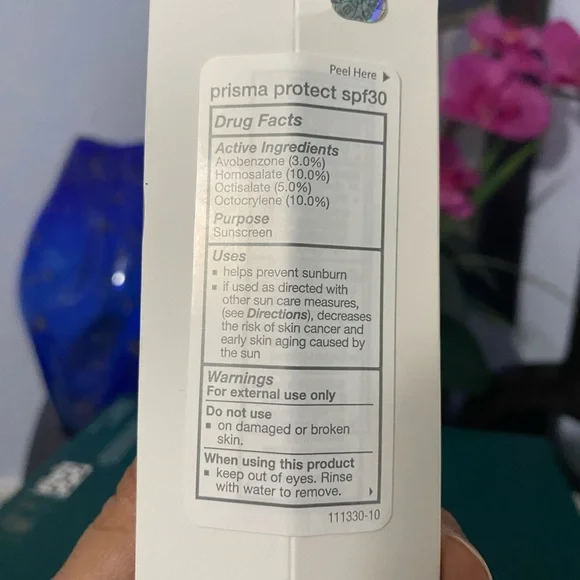 Peel Here ▶
prisma protect spf30
Drug Facts
Active Ingredients
Avobenzone (3.0%)
Homosalate (10.0%)
Octisalate (5.0%)
Octocrylene (10.0%)
Purpose
Sunscreen
Uses
▪ helps prevent sunburn
▪ if used as directed with
other sun care measures,
(see Directions), decreases
the risk of skin cancer and
early skin aging caused by
the sun
Warnings
For external use only
Do not use
▪ on damaged or broken
skin.
When using this product
▪ keep out of eyes. Rinse
with water to remove.
111330-10